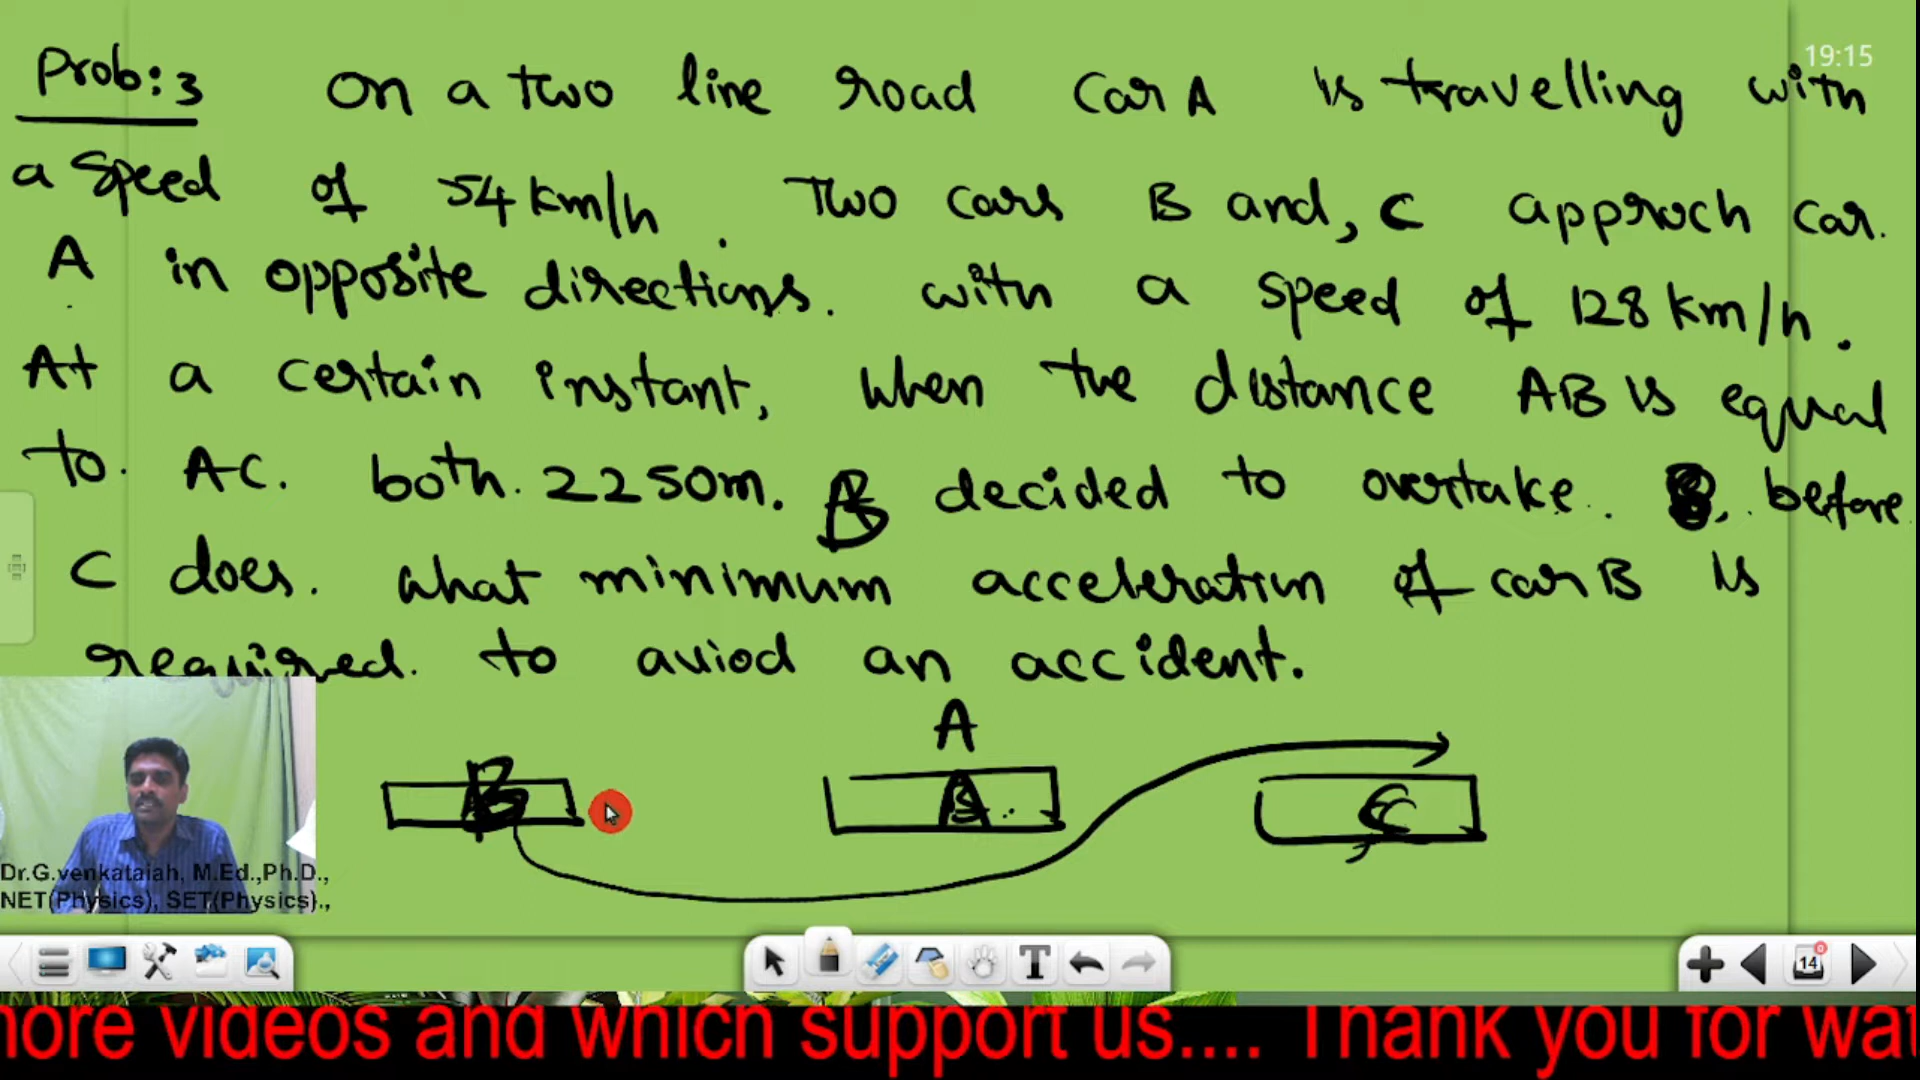 19:15
Prob:3 On a two line road Car A is travelling with
a speed of 54 km/h. Two cars B and, C approch car.
A in opposite directions. with a speed of 128 km/h.
At a certain instant, when the distance AB is equal
to. AC. both. 2250m. B decided to overtake. before
C does. What minimum acceleration of car B is
required. to aviod an accident.
A
B
C
Dr.G.venkataiah, M.Ed.,Ph.D.,
NET(Physics), SET(Physics).,
T
14
0
more videos and which support us.... Thank you for wat